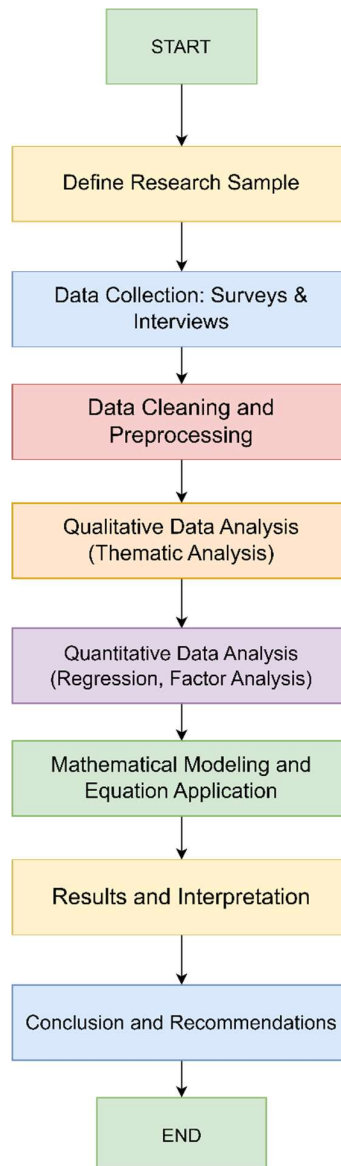 START
Define Research Sample
Data Collection: Surveys &
Interviews
Data Cleaning and
Preprocessing
Qualitative Data Analysis
(Thematic Analysis)
Quantitative Data Analysis
(Regression, Factor Analysis)
Mathematical Modeling and
Equation Application
Results and Interpretation
Conclusion and Recommendations
END